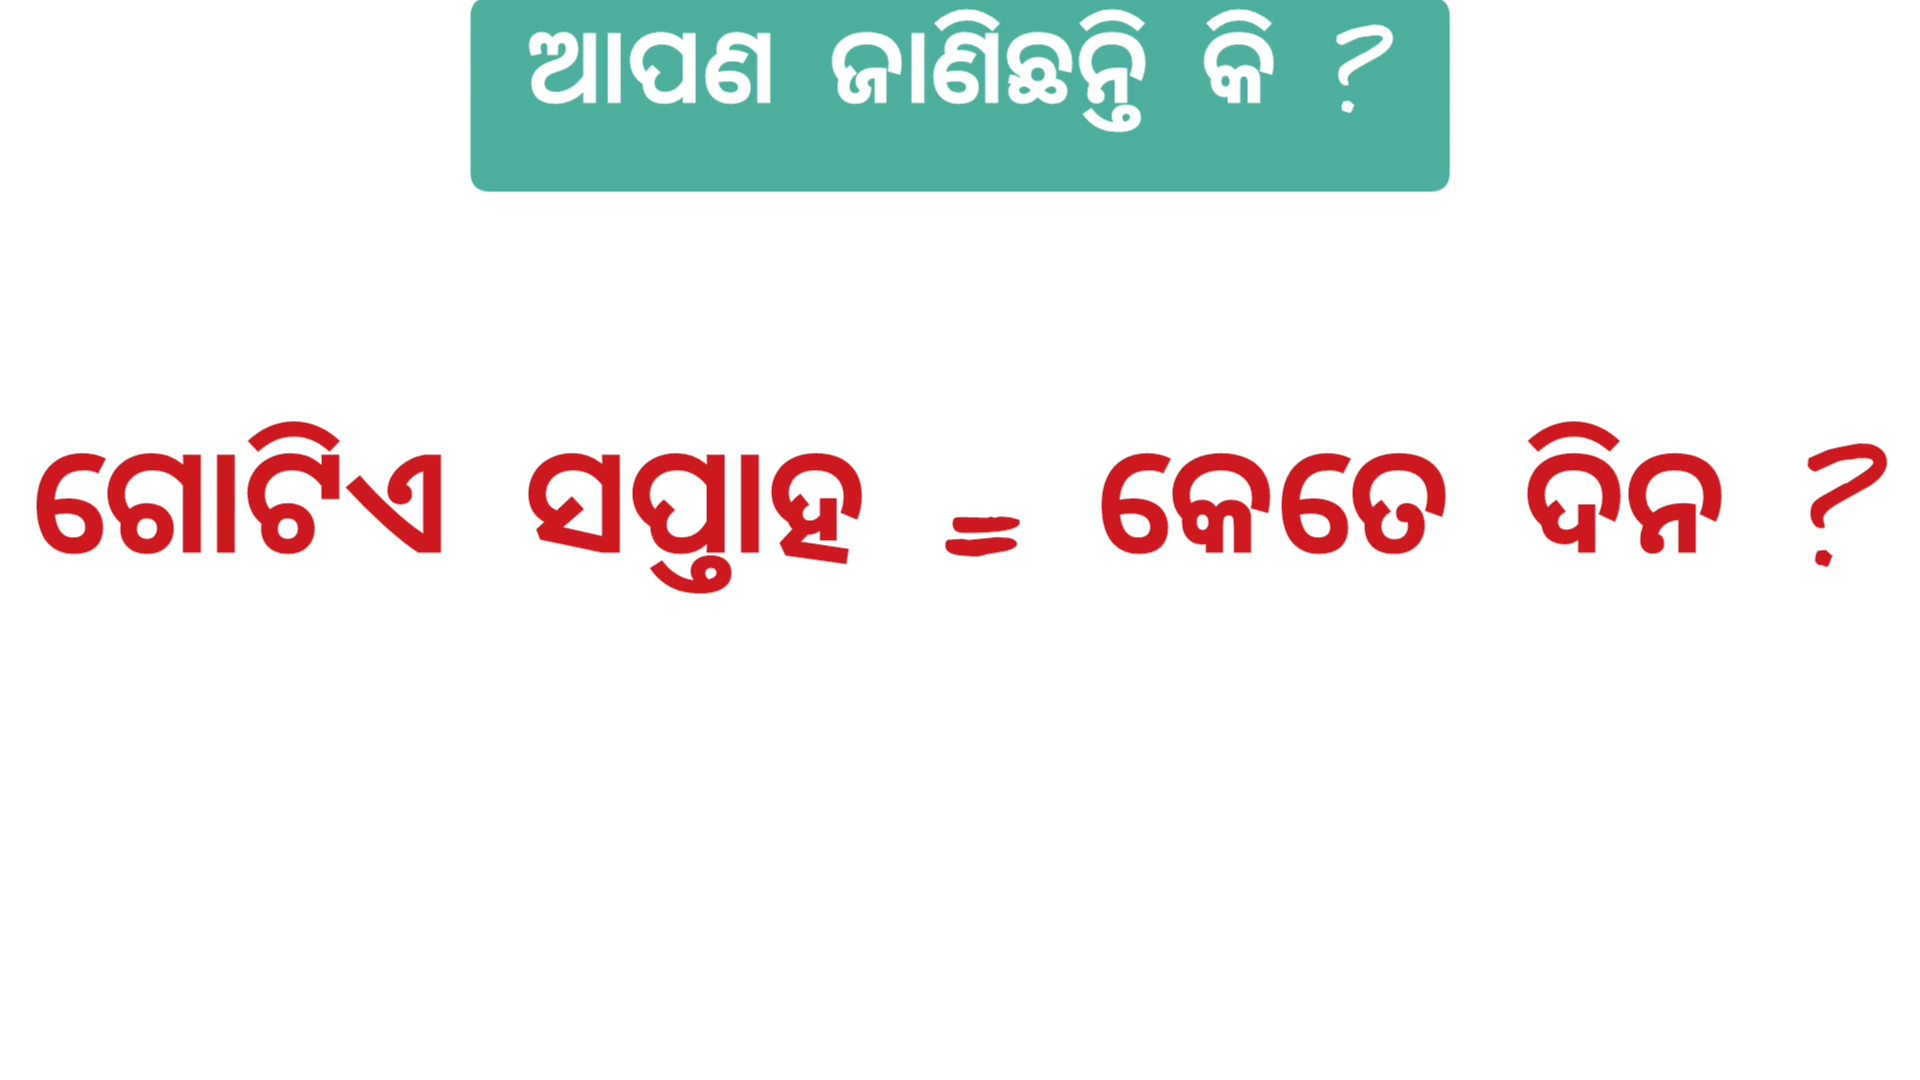 ଆପଣ ଜାଣିଛନ୍ତି କି ?
ଗୋଟିଏ ସପ୍ତାହ = କେତେ ଦିନ ?